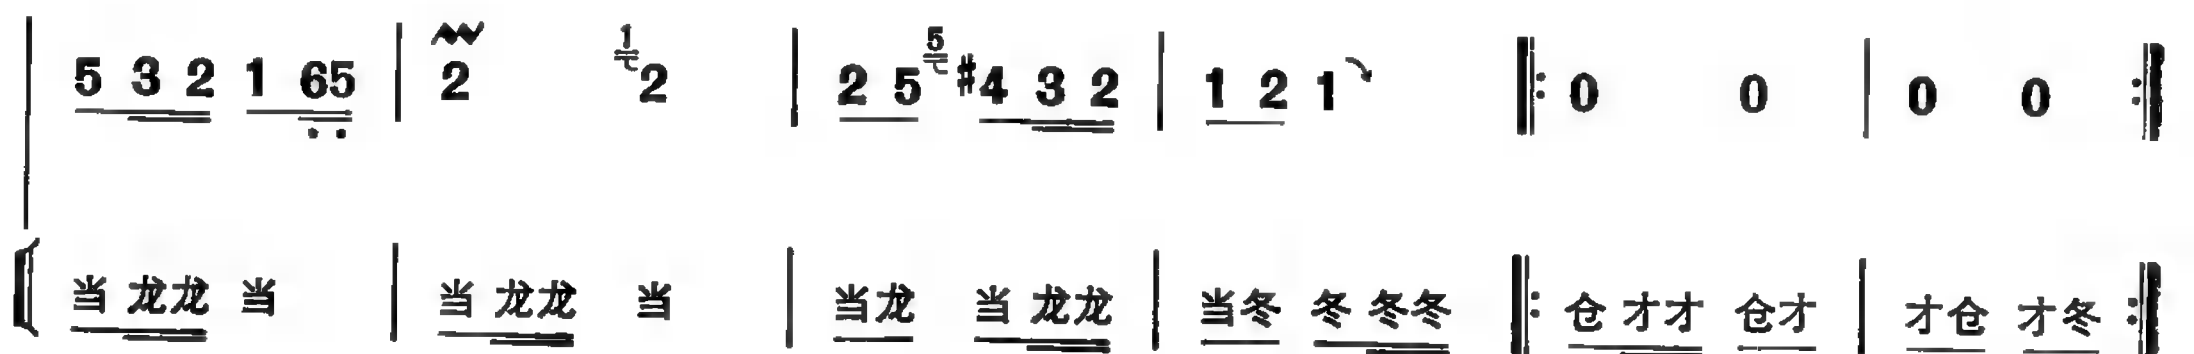 5 3 2 1 65 2 1 2 2 5 5 #4 3 2 1 2 1 0 0 0 0
当 龙龙 当 当 龙龙 当 当龙 当 龙龙 当冬 冬 冬冬 仓 才才 仓才 才仓 才冬